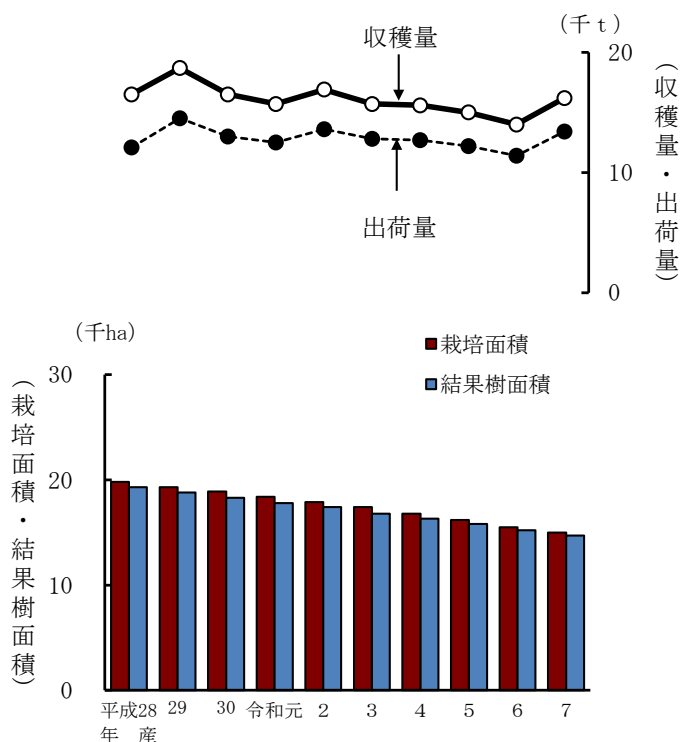 (千ｔ)
20
収穫量
10
出荷量
0
(収穫量・出荷量)
(千ha)
栽培面積
結果樹面積
30
20
10
0
(栽培面積・結果樹面積)
平成28 29 30 令和元 2 3 4 5 6 7
年 産